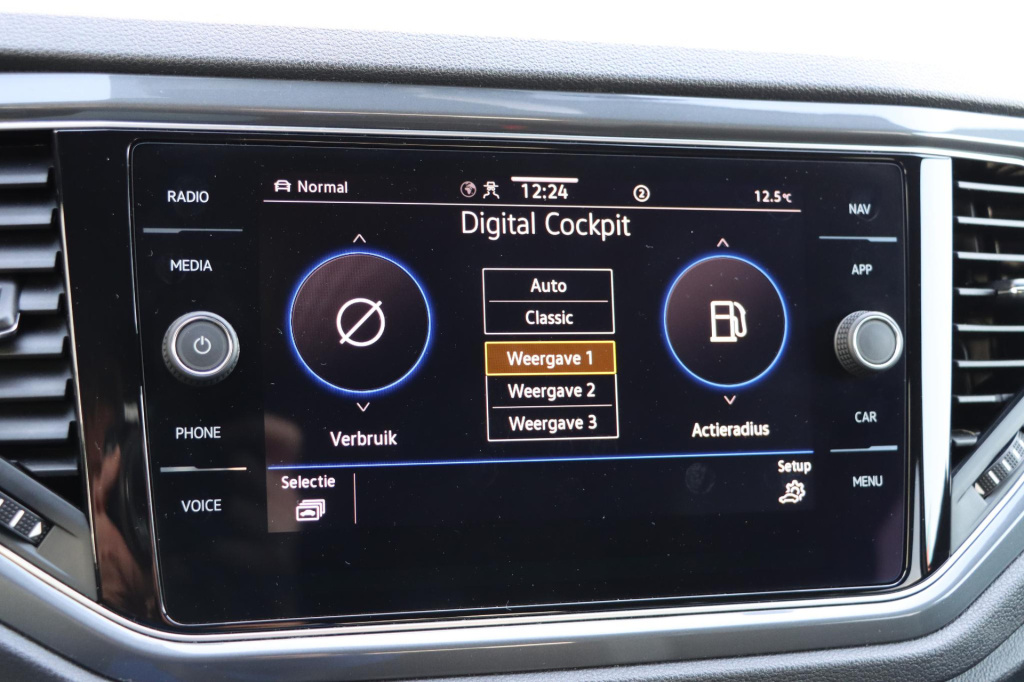 RADIO
MEDIA
PHONE
VOICE
Normal
12:24
2
12.5°C
Digital Cockpit
Auto
Classic
Weergave 1
Weergave 2
Weergave 3
Verbruik
Actieradius
Selectie
Setup
NAV
APP
CAR
MENU